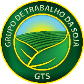 GRUPO DE TRABALHO DA SOJA
GTS